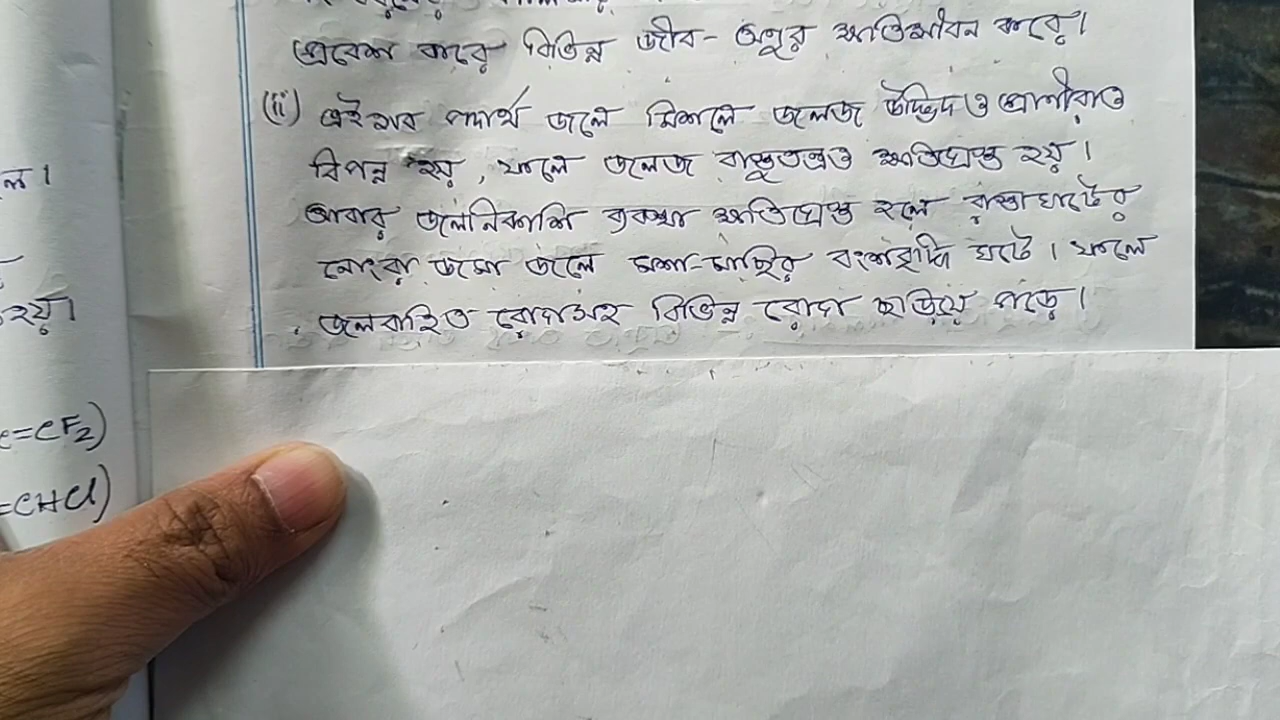 প্রবেশ করে বিভিন্ন জীব-অণুর ক্ষতিসাধন করে।
(ii) এইসব পদার্থ জলে মিশলে জলজ উদ্ভিদ ও প্রাণীরাও
বিপন্ন হয়, ফলে জলজ বাস্তুতন্ত্রও ক্ষতিগ্রস্ত হয়।
আবার জলনিকাশি ব্যবস্থা ক্ষতিগ্রস্ত হলে রাস্তাঘাটের
নোংরা জমা জলে মশা-মাছির বংশবৃদ্ধি ঘটে। ফলে
জলবাহিত রোগসহ বিভিন্ন রোগ ছড়িয়ে পড়ে।
ল।
হয়।
=CF2)
=CHCl)